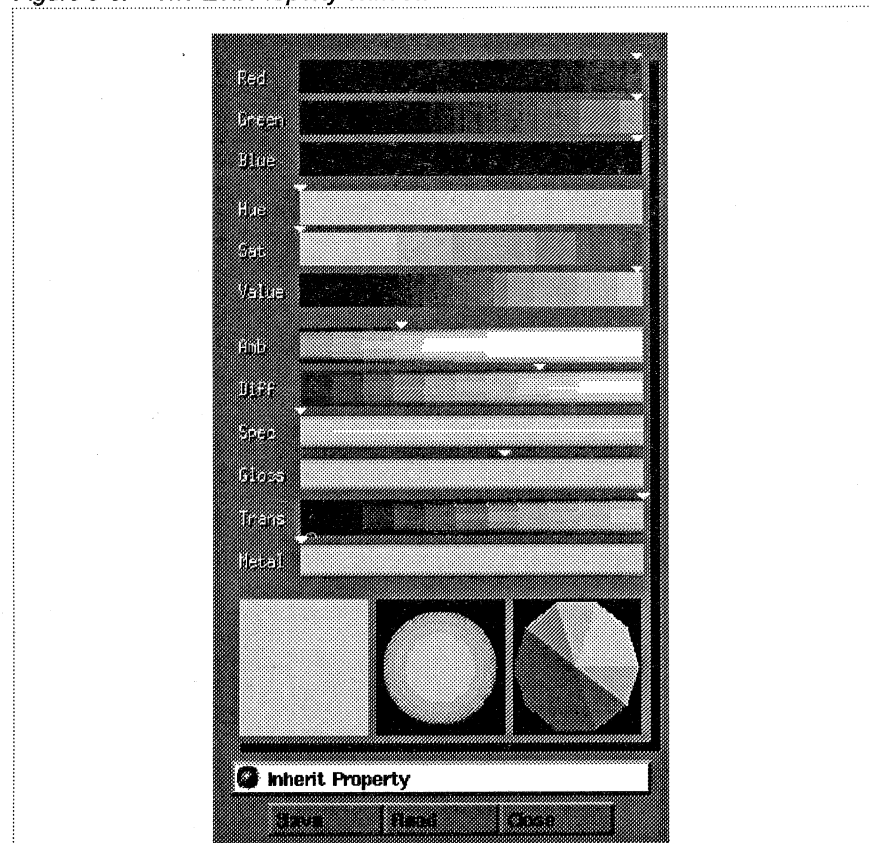 Red
Green
Blue
Hue
Sat
Value
Amb
Diff
Spec
Gloss
Trans
Metal
Inherit Property
Save Read Close